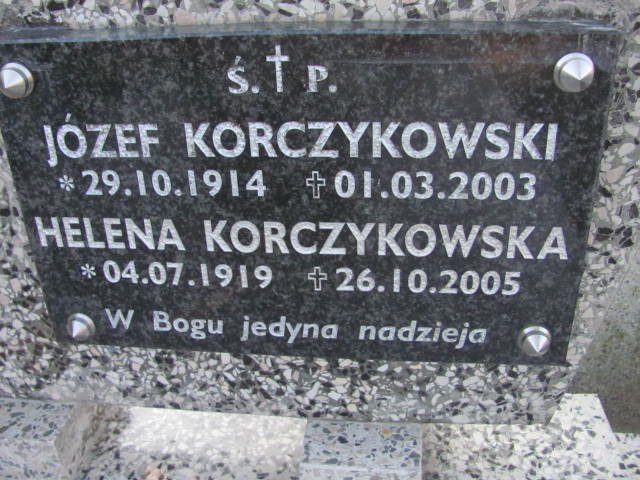 Ś.✝P.
JÓZEF KORCZYKOWSKI
*29.10.1914 ✝01.03.2003
HELENA KORCZYKOWSKA
*04.07.1919 ✝26.10.2005
W Bogu jedyna nadzieja